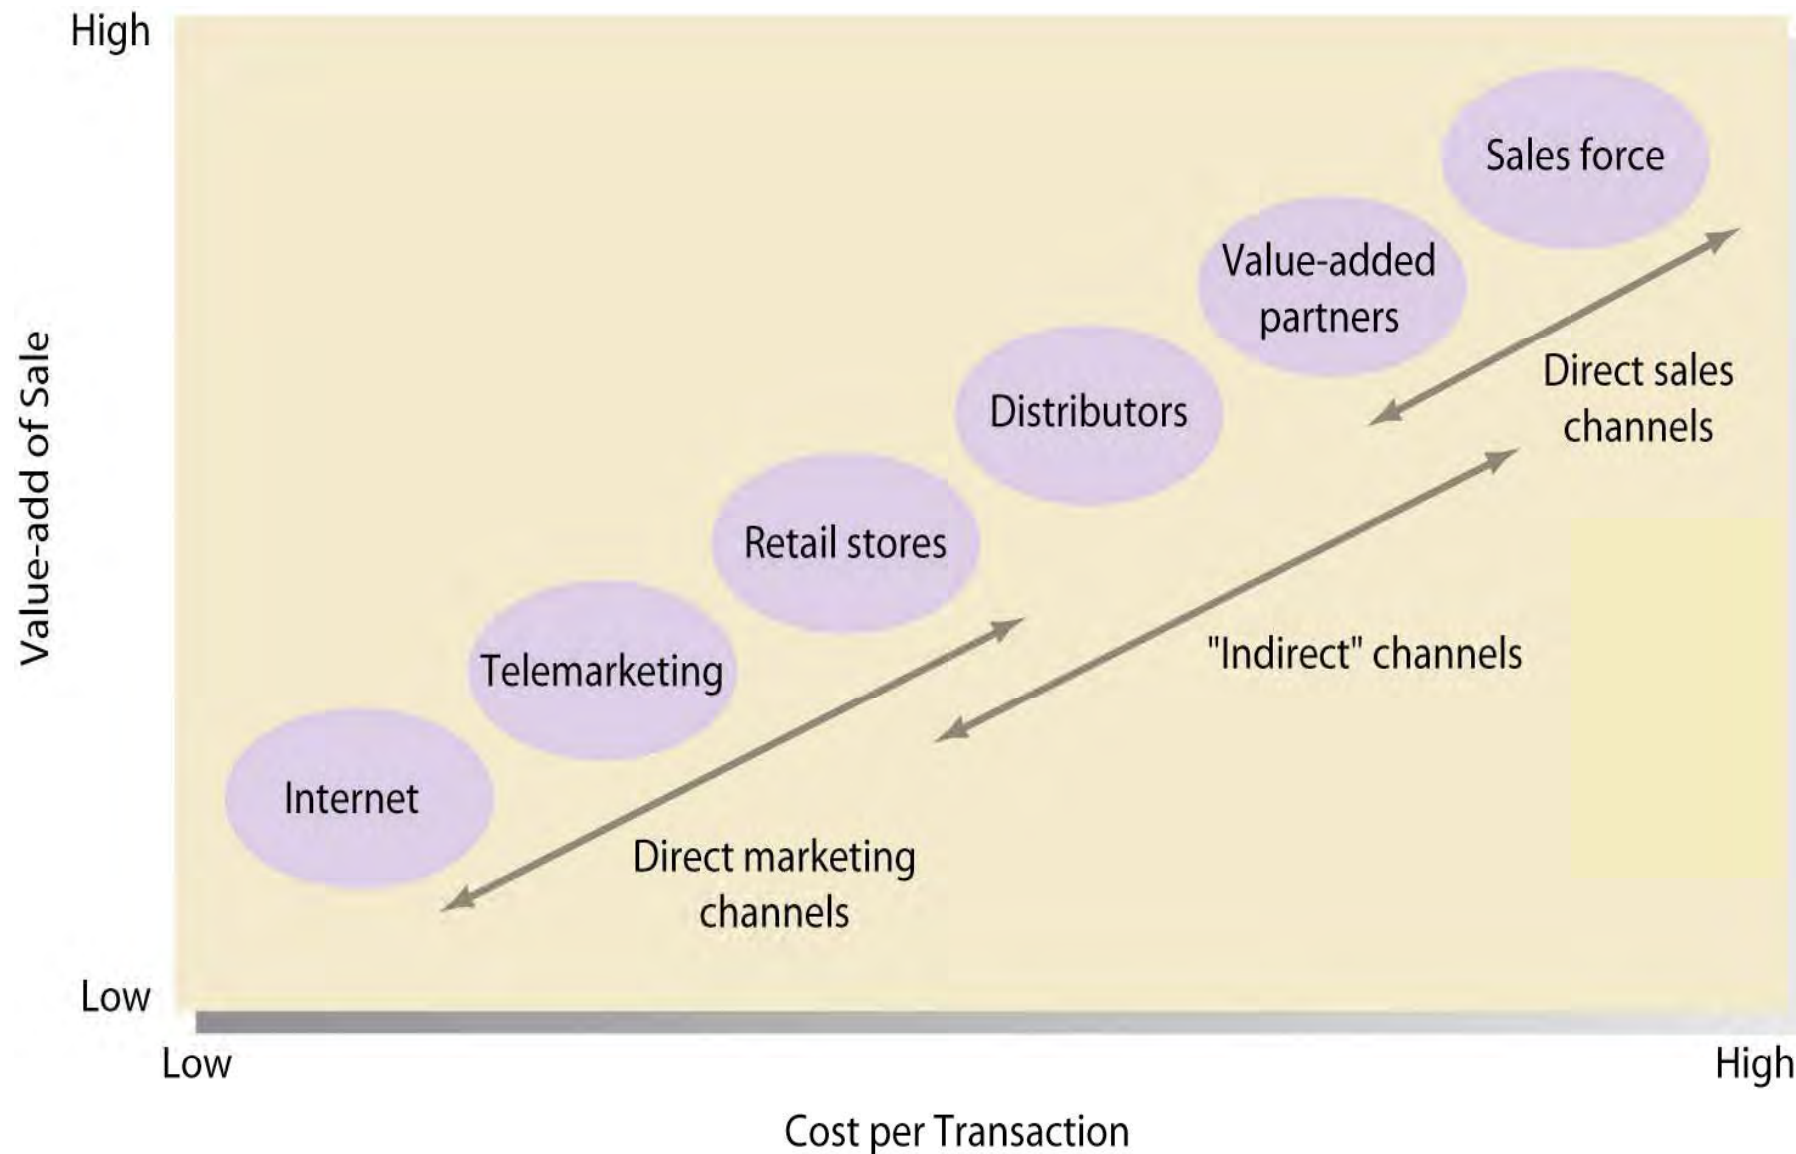 High
Sales force
Value-added
partners
Direct sales
channels
Distributors
Value-add of Sale
Retail stores
"Indirect" channels
Telemarketing
Internet
Direct marketing
channels
Low
Low
High
Cost per Transaction